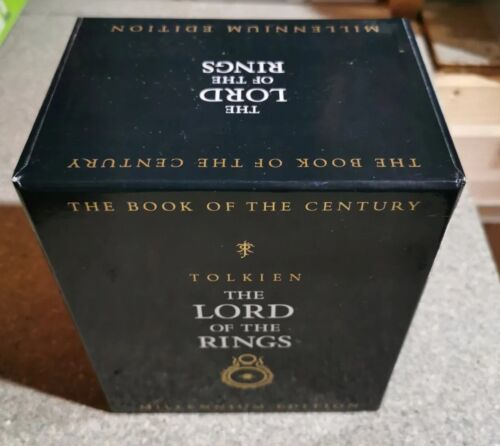 MILLENNIUM EDITION
THE
LORD
OF THE
RINGS
THE BOOK OF THE CENTURY
THE BOOK OF THE CENTURY
TOLKIEN
THE
LORD
OF THE
RINGS
MILLENNIUM EDITION